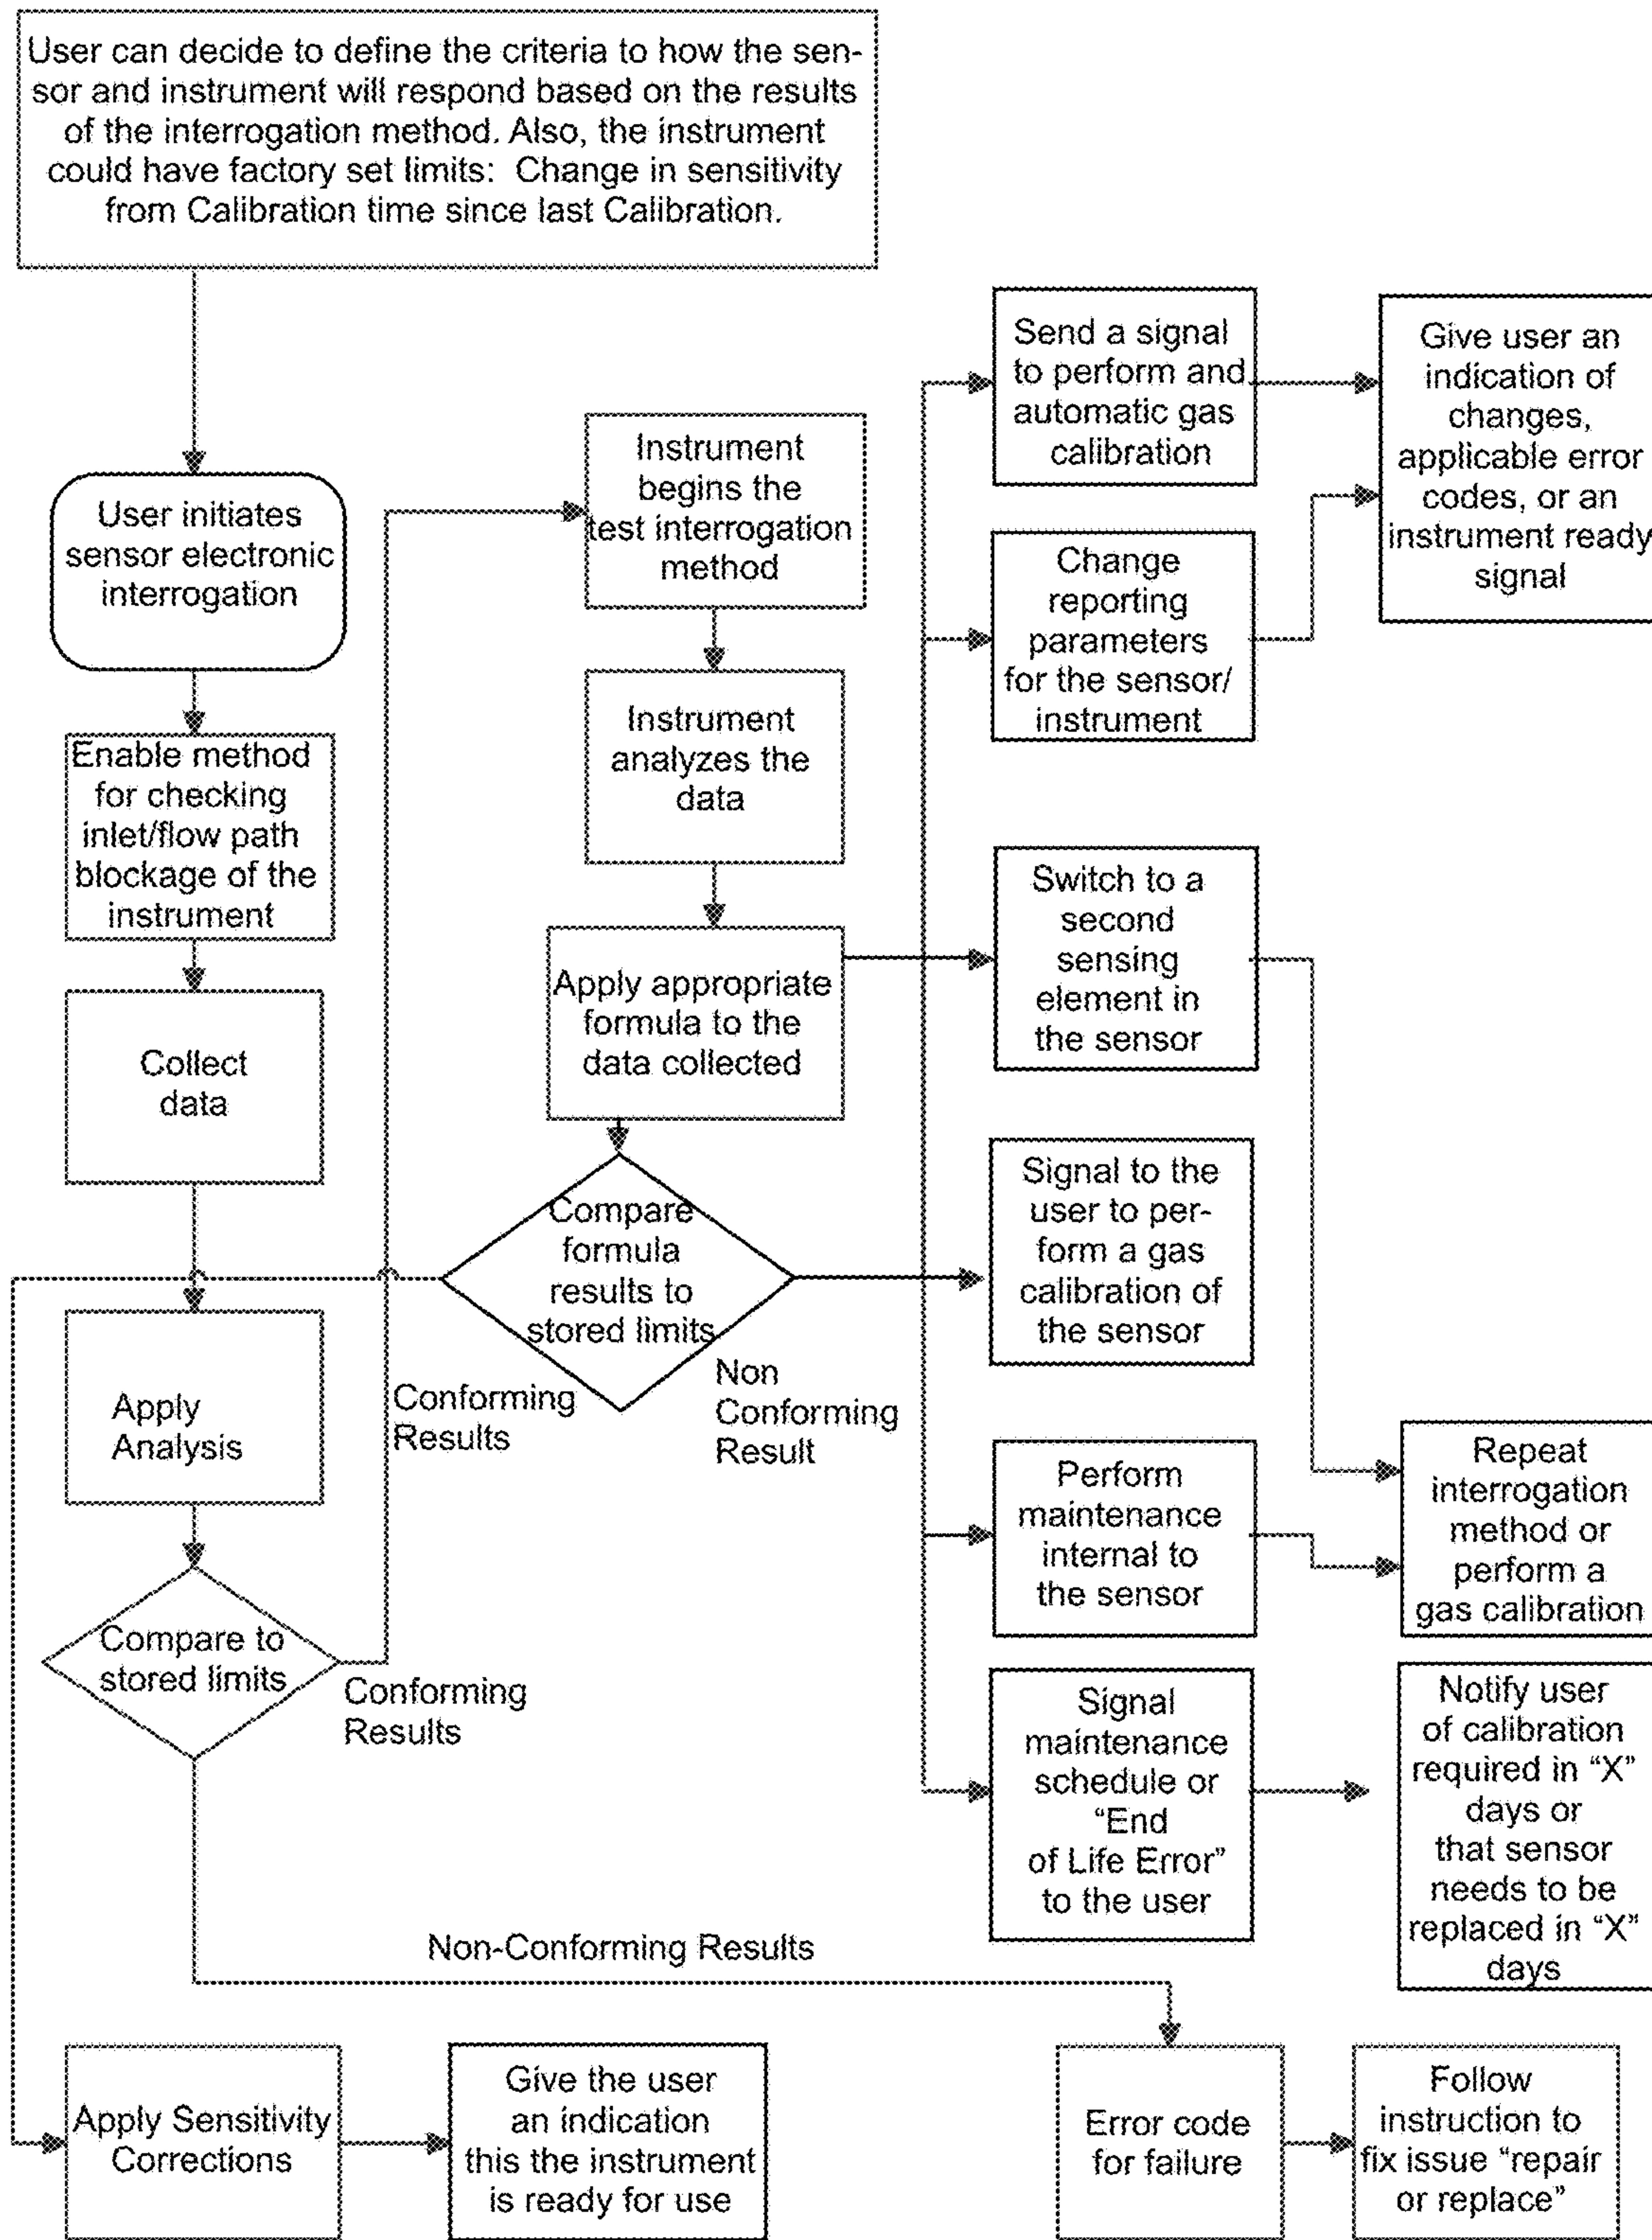 User can decide to define the criteria to how the sen-
sor and instrument will respond based on the results
of the interrogation method. Also, the instrument
could have factory set limits: Change in sensitivity
from Calibration time since last Calibration.
User initiates
sensor electronic
interrogation
Enable method
for checking
inlet/flow path
blockage of the
instrument
Collect
data
Apply
Analysis
Compare to
stored limits
Conforming
Results
Non-Conforming Results
Instrument
begins the
test interrogation
method
Instrument
analyzes the
data
Apply appropriate
formula to the
data collected
Compare
formula
results to
stored limits
Conforming
Results
Non
Conforming
Result
Send a signal
to perform and
automatic gas
calibration
Change
reporting
parameters
for the sensor/
instrument
Give user an
indication of
changes,
applicable error
codes, or an
instrument ready
signal
Switch to a
second
sensing
element in
the sensor
Signal to the
user to per-
form a gas
calibration of
the sensor
Perform
maintenance
internal to
the sensor
Repeat
interrogation
method or
perform a
gas calibration
Signal
maintenance
schedule or
“End
of Life Error”
to the user
Notify user
of calibration
required in “X”
days or
that sensor
needs to be
replaced in “X”
days
Apply Sensitivity
Corrections
Give the user
an indication
this the instrument
is ready for use
Error code
for failure
Follow
instruction to
fix issue “repair
or replace”